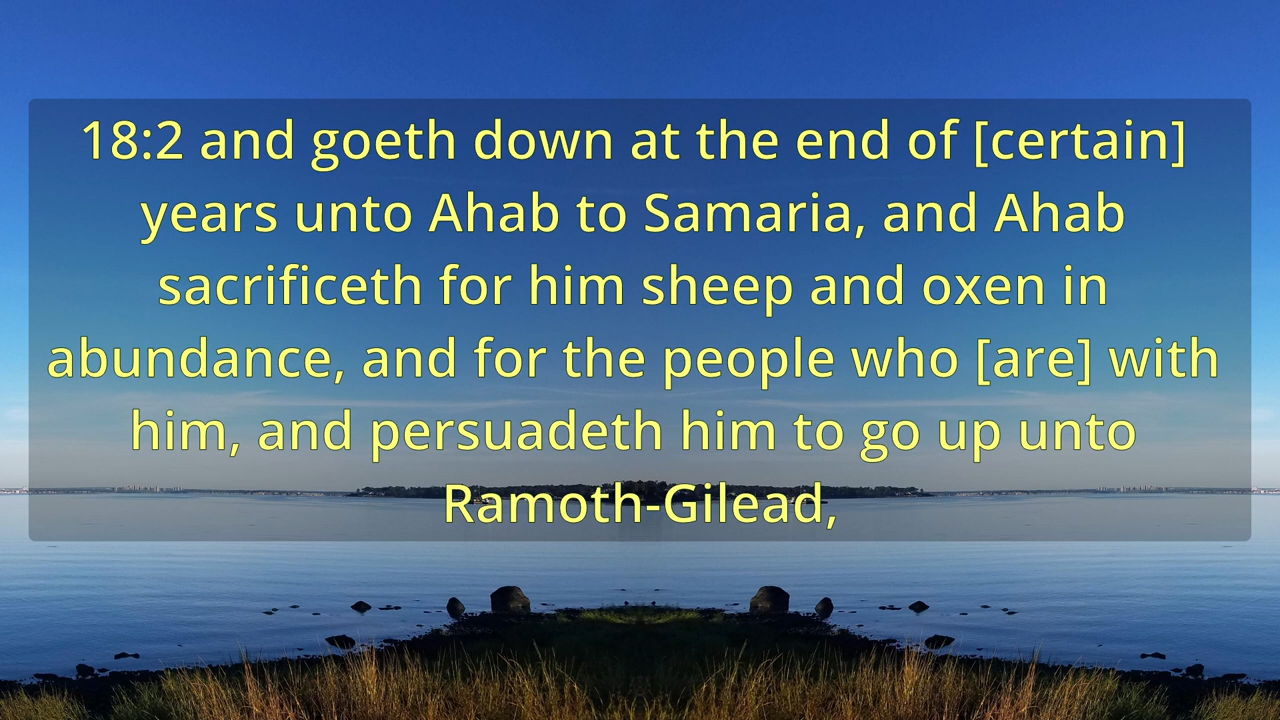 18:2 and goeth down at the end of [certain]
years unto Ahab to Samaria, and Ahab
sacrificeth for him sheep and oxen in
abundance, and for the people who [are] with
him, and persuadeth him to go up unto
Ramoth-Gilead,